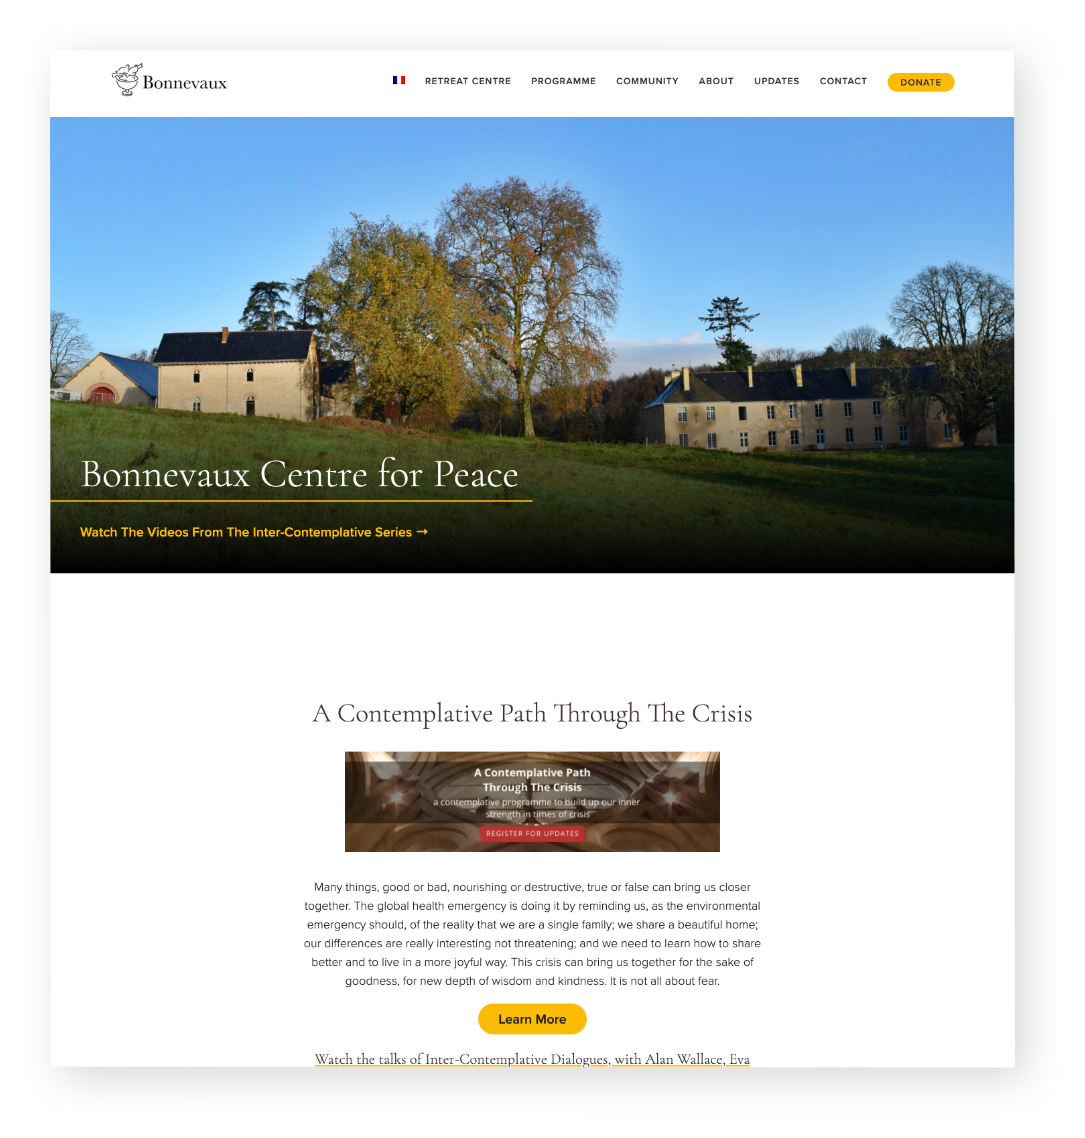 Bonnevaux
RETREAT CENTRE PROGRAMME COMMUNITY ABOUT UPDATES CONTACT DONATE
Bonnevaux Centre for Peace
Watch The Videos From The Inter-Contemplative Series →
A Contemplative Path Through The Crisis
A Contemplative Path
Through The Crisis
a contemplative programme to build up our inner
strength in times of crisis
REGISTER FOR UPDATES
Many things, good or bad, nourishing or destructive, true or false can bring us closer
together. The global health emergency is doing it by reminding us, as the environmental
emergency should, of the reality that we are a single family; we share a beautiful home;
our differences are really interesting not threatening; and we need to learn how to share
better and to live in a more joyful way. This crisis can bring us together for the sake of
goodness, for new depth of wisdom and kindness. It is not all about fear.
Learn More
Watch the talks of Inter-Contemplative Dialogues, with Alan Wallace, Eva